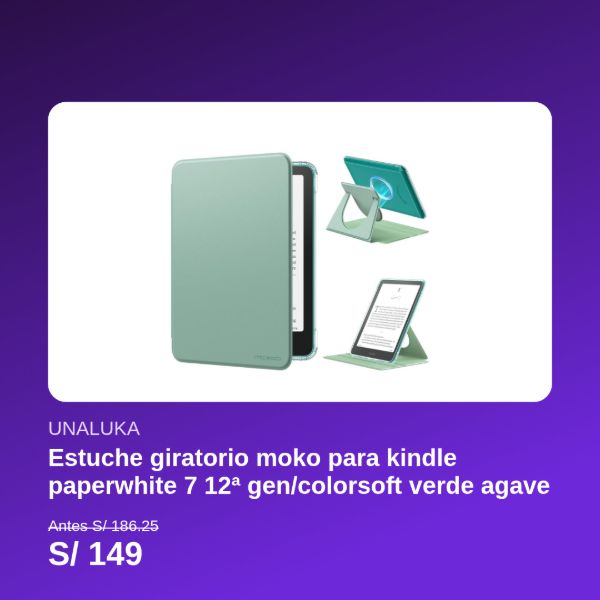 UNALUKA
Estuche giratorio moko para kindle
paperwhite 7 12ª gen/colorsoft verde agave
Antes S/ 186.25
S/ 149